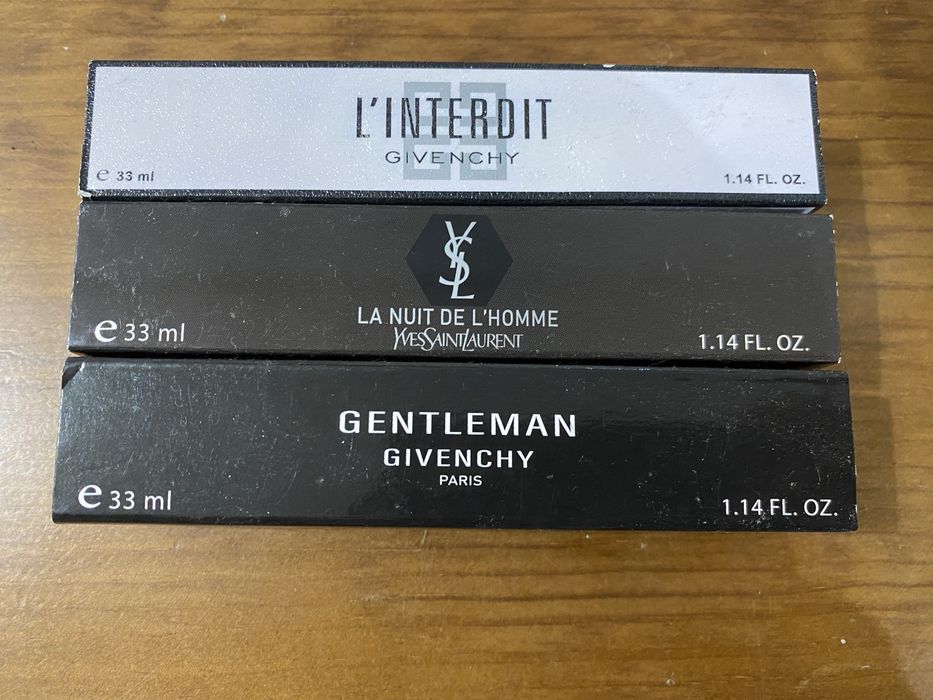 L'INTERDIT
GIVENCHY
e 33 ml
1.14 FL. OZ.
YSL
LA NUIT DE L'HOMME
YVESSAINTLAURENT
e 33 ml
1.14 FL. OZ.
GENTLEMAN
GIVENCHY
PARIS
e 33 ml
1.14 FL. OZ.